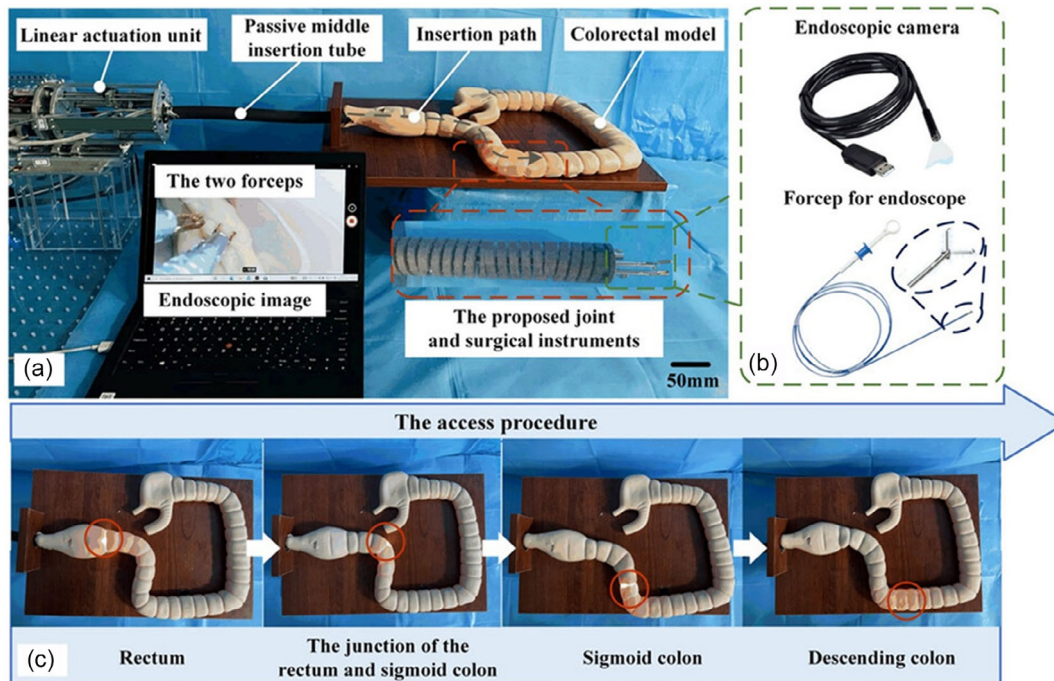 Linear actuation unit
Passive middle
insertion tube
Insertion path
Colorectal model
The two forceps
Endoscopic image
The proposed joint
and surgical instruments
(a)
50mm
Endoscopic camera
Forcep for endoscope
(b)
The access procedure
(c)
Rectum
The junction of the
rectum and sigmoid colon
Sigmoid colon
Descending colon